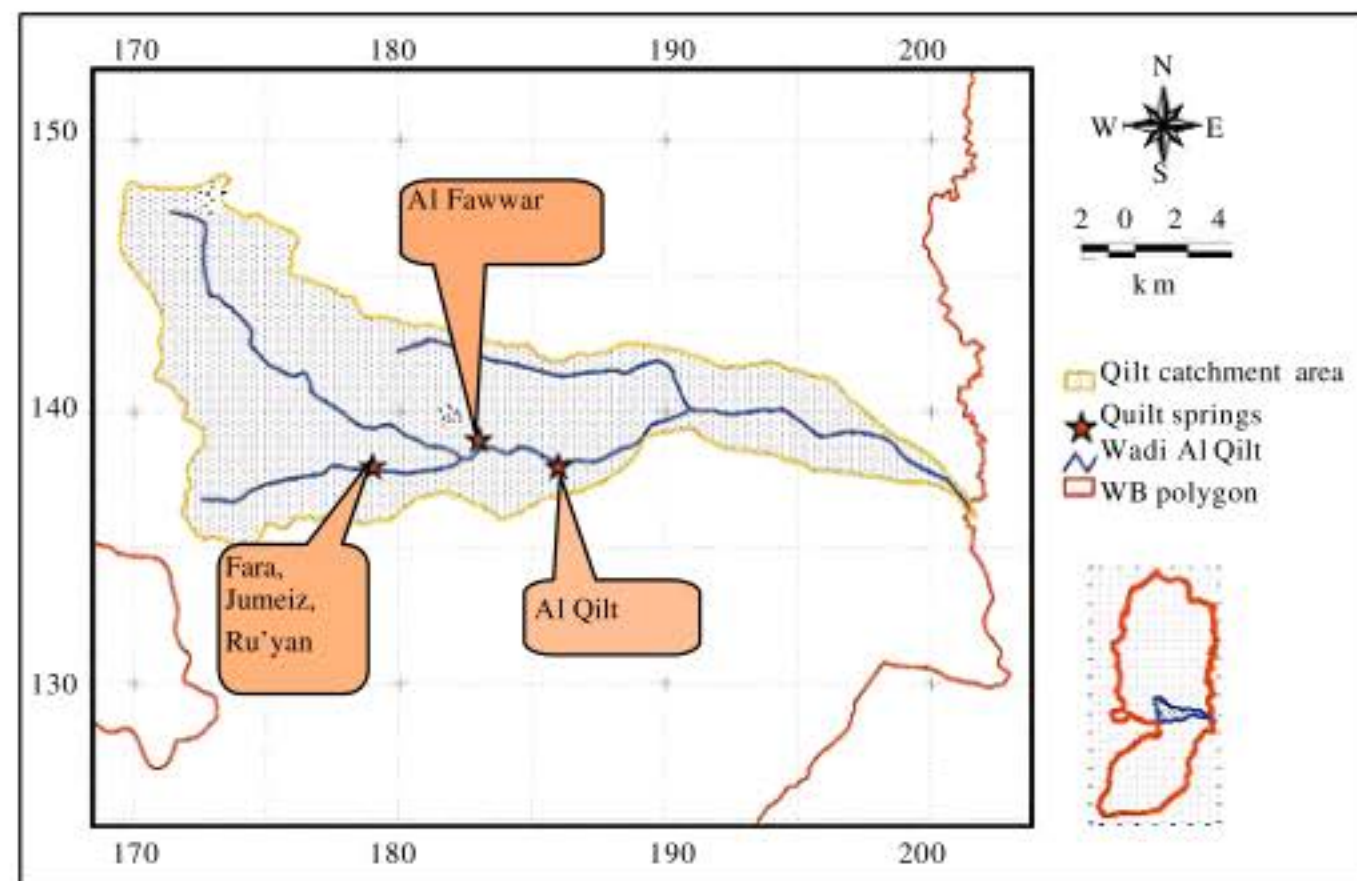 170 180 190 200
150
140
130
Al Fawwar
Fara,
Jumeiz,
Ru'yan
Al Qilt
170 180 190 200
N
W E
S
2 0 2 4
km
Qilt catchment area
Quilt springs
Wadi Al Qilt
WB polygon